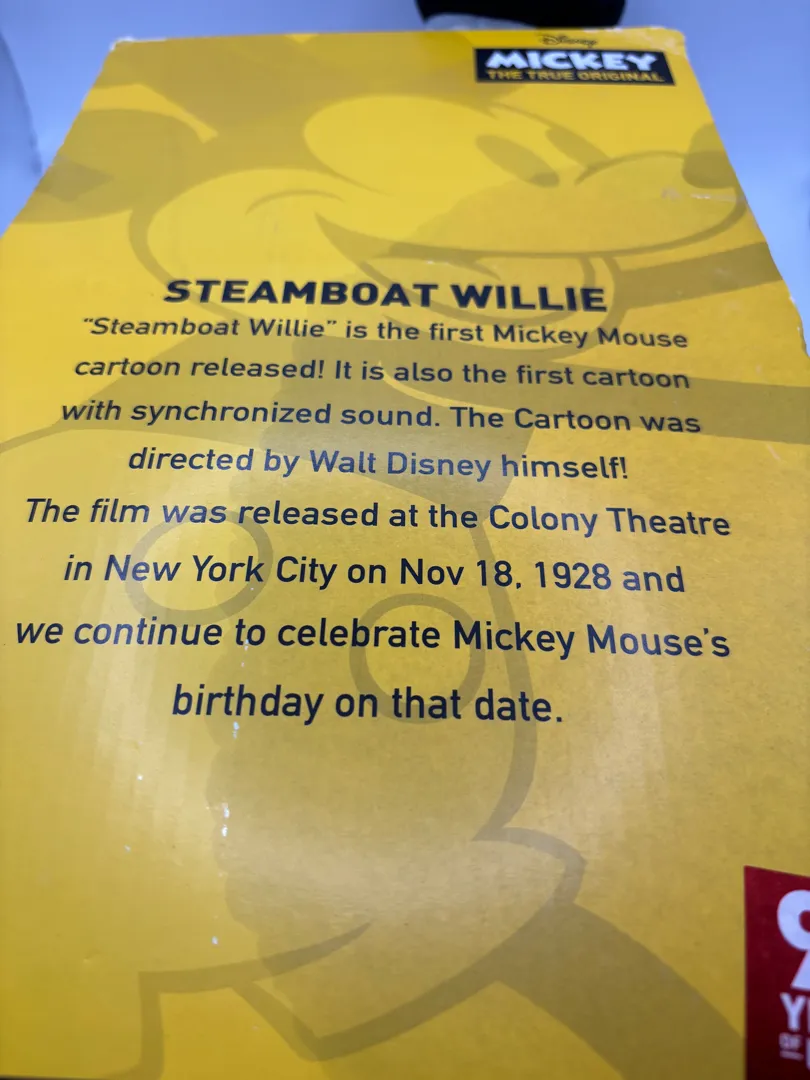 Disney
MICKEY
THE TRUE ORIGINAL
STEAMBOAT WILLIE
"Steamboat Willie" is the first Mickey Mouse
cartoon released! It is also the first cartoon
with synchronized sound. The Cartoon was
directed by Walt Disney himself!
The film was released at the Colony Theatre
in New York City on Nov 18, 1928 and
we continue to celebrate Mickey Mouse's
birthday on that date.
OF